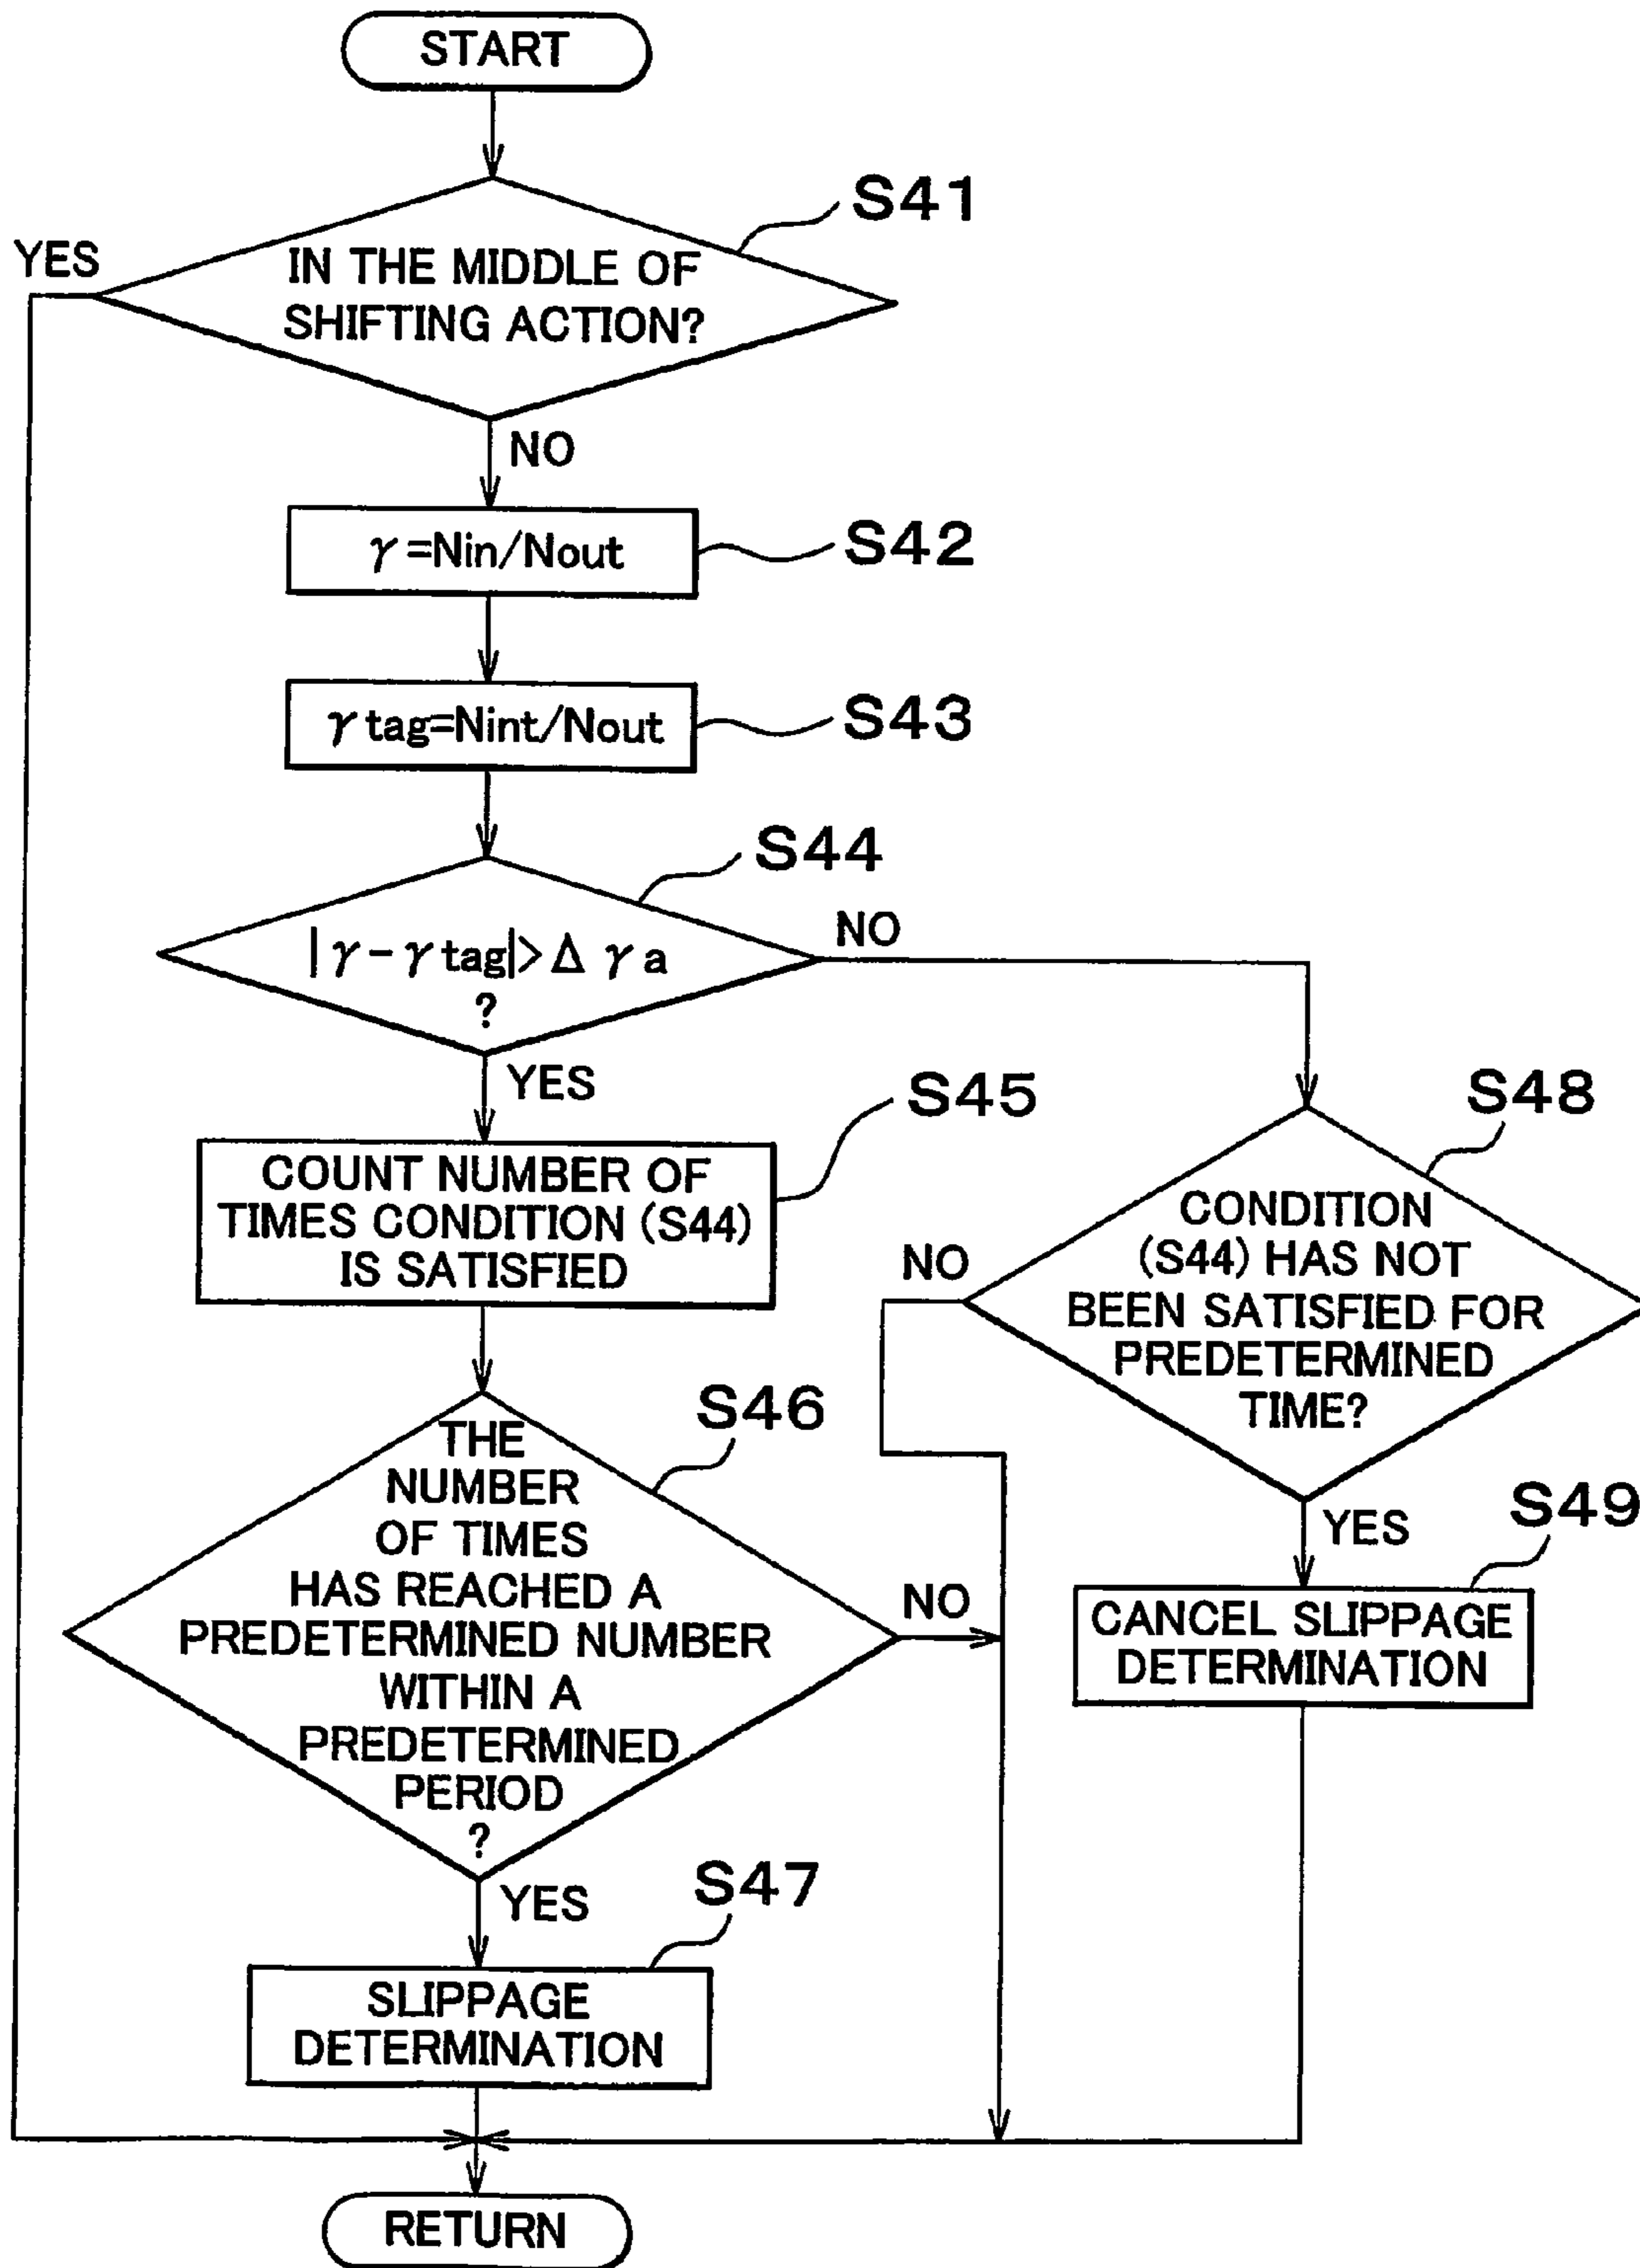 START
S41
YES
IN THE MIDDLE OF
SHIFTING ACTION?
NO
γ=Nin/Nout
S42
γtag=Nint/Nout
S43
S44
|γ-γtag|>Δγa
?
NO
YES
S45
COUNT NUMBER OF
TIMES CONDITION (S44)
IS SATISFIED
S48
CONDITION
(S44) HAS NOT
BEEN SATISFIED FOR
PREDETERMINED
TIME?
NO
YES
S46
THE
NUMBER
OF TIMES
HAS REACHED A
PREDETERMINED NUMBER
WITHIN A
PREDETERMINED
PERIOD
?
NO
YES
S49
CANCEL SLIPPAGE
DETERMINATION
S47
SLIPPAGE
DETERMINATION
RETURN